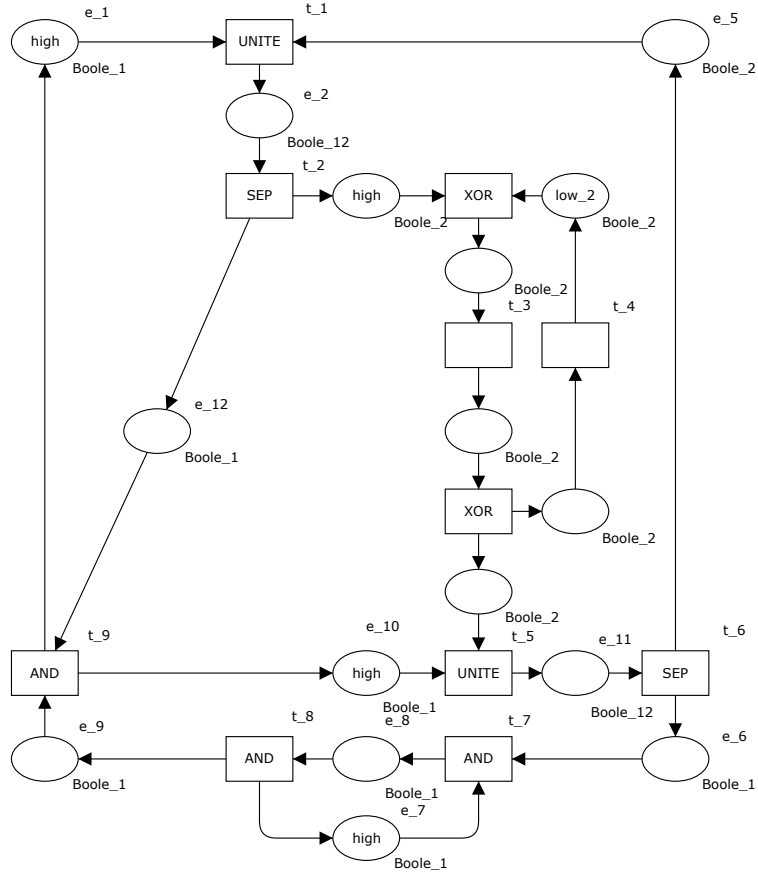 e_1
t_1
e_5
high
UNITE
Boole_1
Boole_2
e_2
Boole_12
t_2
SEP
high
XOR
low_2
Boole_2
Boole_2
Boole_2
t_3
t_4
e_12
Boole_1
Boole_2
XOR
Boole_2
Boole_2
e_10
t_9
t_5
e_11
t_6
AND
high
UNITE
SEP
Boole_1
Boole_12
e_9
t_8
e_8
t_7
e_6
AND
AND
Boole_1
Boole_1
Boole_1
e_7
high
Boole_1